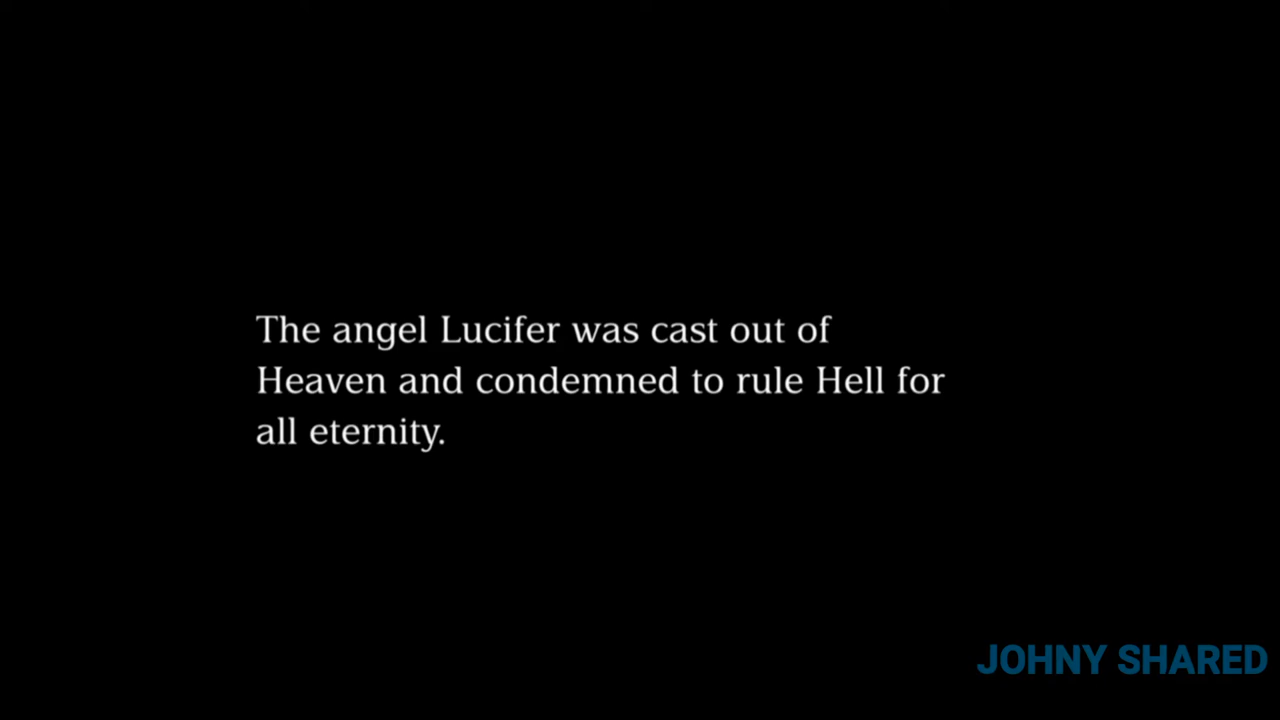 The angel Lucifer was cast out of
Heaven and condemned to rule Hell for
all eternity.
JOHNY SHARED